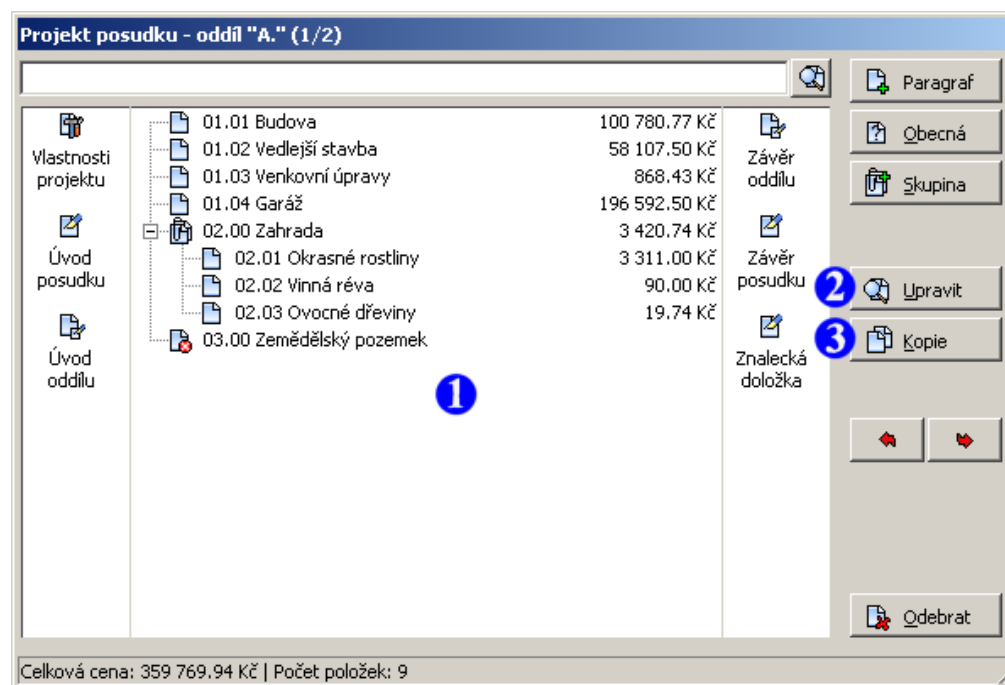 Projekt posudku - oddíl "A." (1/2)
Vlastnosti
projektu
Úvod
posudku
Úvod
oddílu
01.01 Budova 100 780.77 Kč
01.02 Vedlejší stavba 58 107.50 Kč
01.03 Venkovní úpravy 868.43 Kč
01.04 Garáž 196 592.50 Kč
02.00 Zahrada 3 420.74 Kč
02.01 Okrasné rostliny 3 311.00 Kč
02.02 Vinná réva 90.00 Kč
02.03 Ovocné dřeviny 19.74 Kč
03.00 Zemědělský pozemek
1
Závěr
oddílu
Závěr
posudku
Znalecká
doložka
Paragraf
Obecná
Skupina
2 Upravit
3 Kopie
Odebrat
Celková cena: 359 769.94 Kč | Počet položek: 9